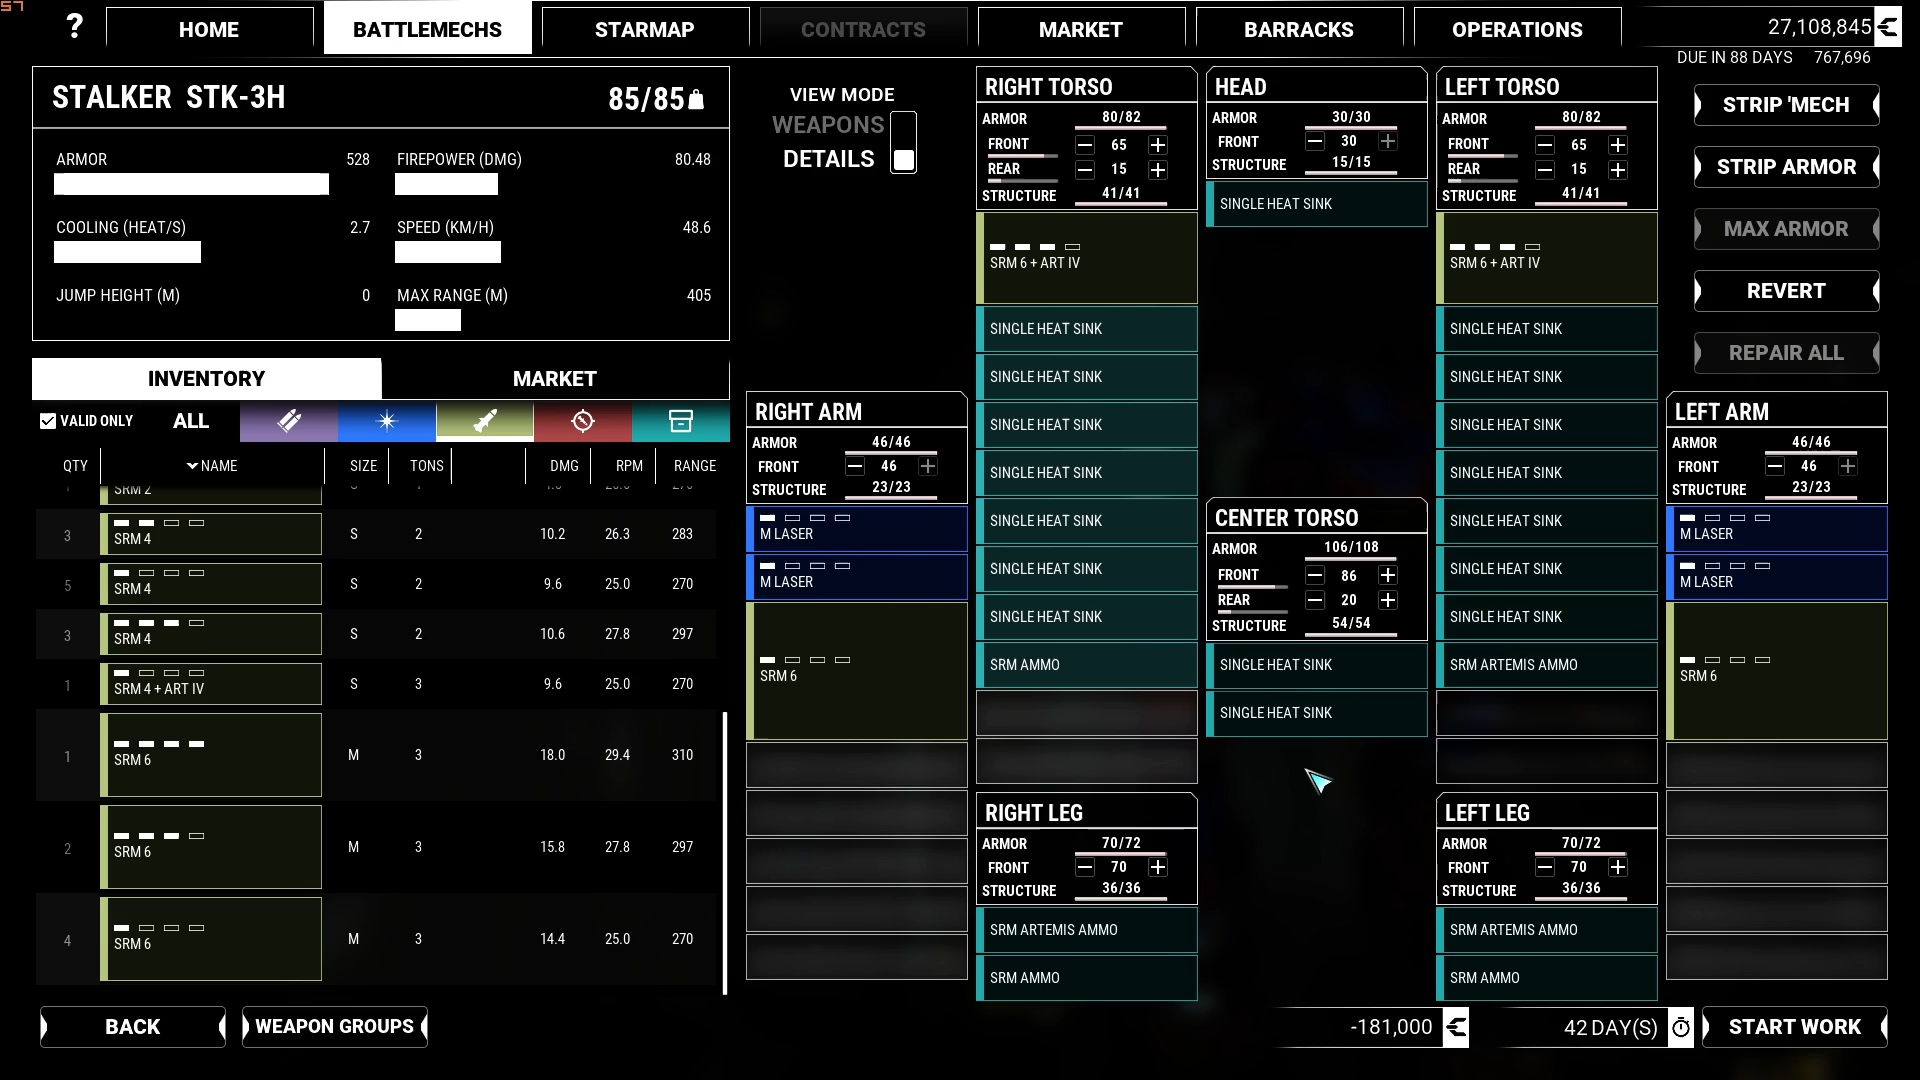 57
?
HOME
BATTLEMECHS
STARMAP
CONTRACTS
MARKET
BARRACKS
OPERATIONS
27,108,845
DUE IN 88 DAYS 767,696
STALKER STK-3H
85/85
ARMOR 528
FIREPOWER (DMG) 80.48
COOLING (HEAT/S) 2.7
SPEED (KM/H) 48.6
JUMP HEIGHT (M) 0
MAX RANGE (M) 405
VIEW MODE
WEAPONS
DETAILS
INVENTORY
MARKET
VALID ONLY
ALL
QTY NAME SIZE TONS DMG RPM RANGE
SRM 2
3 SRM 4 S 2 10.2 26.3 283
5 SRM 4 S 2 9.6 25.0 270
3 SRM 4 S 2 10.6 27.8 297
1 SRM 4 + ART IV S 3 9.6 25.0 270
1 SRM 6 M 3 18.0 29.4 310
2 SRM 6 M 3 15.8 27.8 297
4 SRM 6 M 3 14.4 25.0 270
RIGHT ARM
ARMOR 46/46
FRONT — 46 +
STRUCTURE 23/23
M LASER
M LASER
SRM 6
RIGHT TORSO
ARMOR 80/82
FRONT — 65 +
REAR — 15 +
STRUCTURE 41/41
SRM 6 + ART IV
SINGLE HEAT SINK
SINGLE HEAT SINK
SINGLE HEAT SINK
SINGLE HEAT SINK
SINGLE HEAT SINK
SINGLE HEAT SINK
SINGLE HEAT SINK
SRM AMMO
RIGHT LEG
ARMOR 70/72
FRONT — 70 +
STRUCTURE 36/36
SRM ARTEMIS AMMO
SRM AMMO
HEAD
ARMOR 30/30
FRONT — 30 +
STRUCTURE 15/15
SINGLE HEAT SINK
CENTER TORSO
ARMOR 106/108
FRONT — 86 +
REAR — 20 +
STRUCTURE 54/54
SINGLE HEAT SINK
SINGLE HEAT SINK
LEFT TORSO
ARMOR 80/82
FRONT — 65 +
REAR — 15 +
STRUCTURE 41/41
SRM 6 + ART IV
SINGLE HEAT SINK
SINGLE HEAT SINK
SINGLE HEAT SINK
SINGLE HEAT SINK
SINGLE HEAT SINK
SINGLE HEAT SINK
SINGLE HEAT SINK
SRM ARTEMIS AMMO
LEFT LEG
ARMOR 70/72
FRONT — 70 +
STRUCTURE 36/36
SRM ARTEMIS AMMO
SRM AMMO
LEFT ARM
ARMOR 46/46
FRONT — 46 +
STRUCTURE 23/23
M LASER
M LASER
SRM 6
STRIP 'MECH
STRIP ARMOR
MAX ARMOR
REVERT
REPAIR ALL
BACK
WEAPON GROUPS
-181,000
42 DAY(S)
START WORK